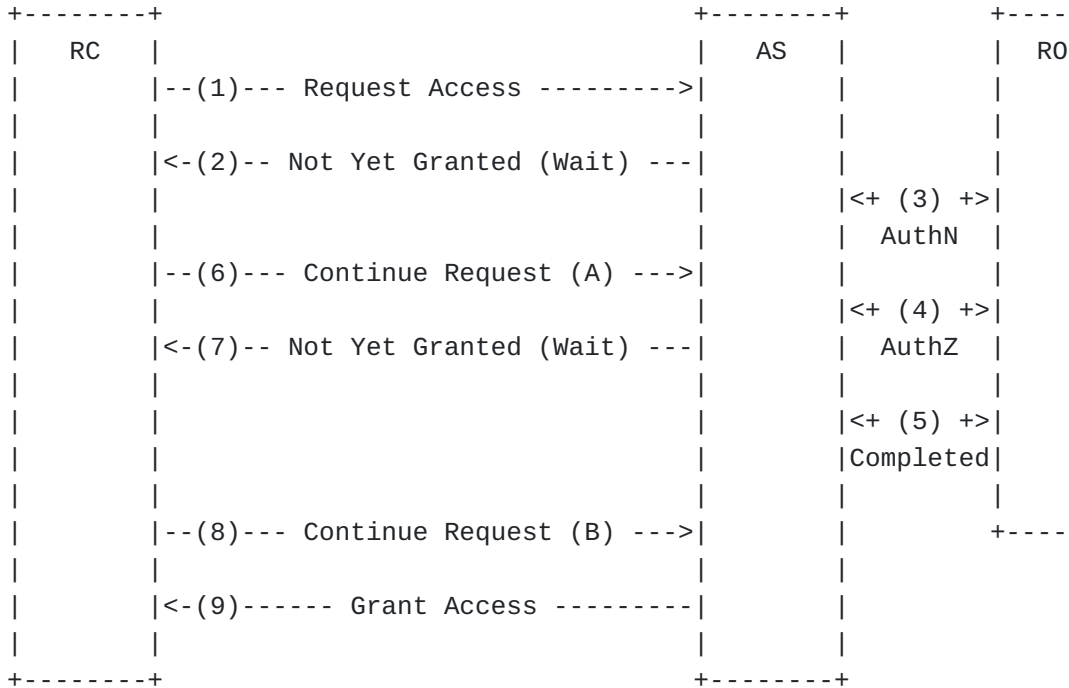 +--------+                                  +--------+         +----
|   RC   |                                  |   AS   |         |  RO
|        |--(1)--- Request Access --------->|        |         |
|        |                                  |        |         |
|        |<-(2)-- Not Yet Granted (Wait) ---|        |         |
|        |                                  |        |<+ (3) +>|
|        |                                  |        |  AuthN  |
|        |--(6)--- Continue Request (A) --->|        |         |
|        |                                  |        |<+ (4) +>|
|        |<-(7)-- Not Yet Granted (Wait) ---|        |  AuthZ  |
|        |                                  |        |         |
|        |                                  |        |<+ (5) +>|
|        |                                  |        |Completed|
|        |                                  |        |         |
|        |--(8)--- Continue Request (B) --->|        |         +----
|        |                                  |        |
|        |<-(9)------ Grant Access ---------|        |
|        |                                  |        |
+--------+                                  +--------+